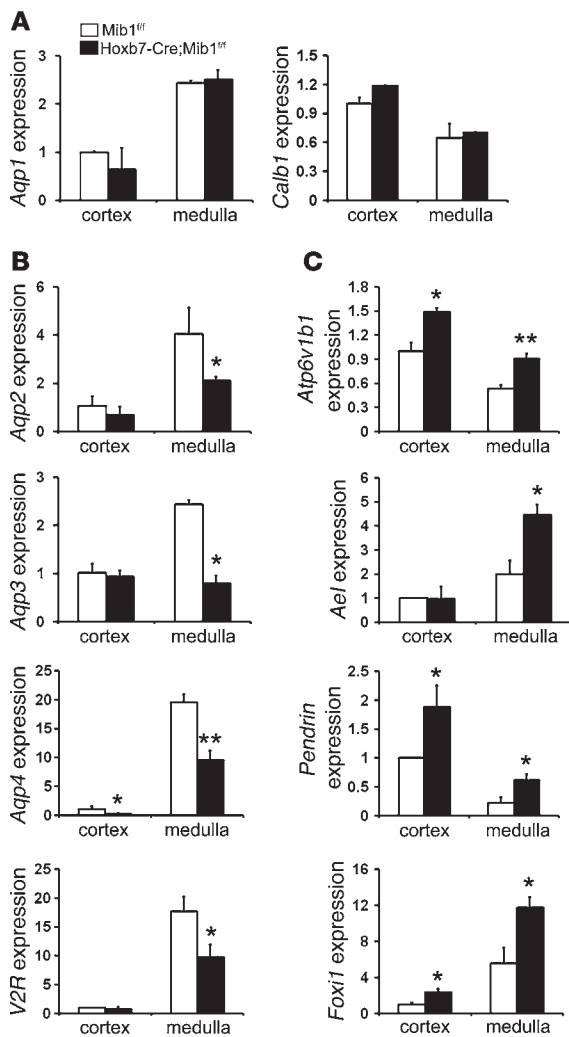 A
Mib1f/f
Hoxb7-Cre;Mib1f/f
Aqp1 expression
3
2
1
0
cortex medulla
Calb1 expression
1.5
1.2
0.9
0.6
0.3
0
cortex medulla
B
Aqp2 expression
6
4
2
0
*
cortex medulla
Aqp3 expression
3
2
1
0
*
cortex medulla
Aqp4 expression
25
20
15
10
5
0
*
**
cortex medulla
V2R expression
25
20
15
10
5
0
*
cortex medulla
C
Atp6v1b1
expression
1.8
1.5
1.2
0.9
0.6
0.3
0
*
**
cortex medulla
AeI expression
6
5
4
3
2
1
0
*
cortex medulla
Pendrin
expression
2.5
2
1.5
1
0.5
0
*
*
cortex medulla
Foxi1 expression
16
12
8
4
0
*
*
cortex medulla